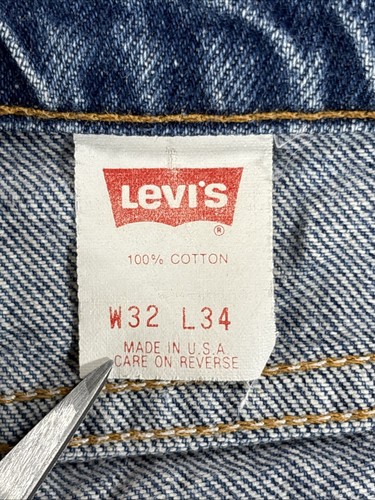 Levi's
®
100% COTTON
W32 L34
MADE IN U.S.A.
CARE ON REVERSE